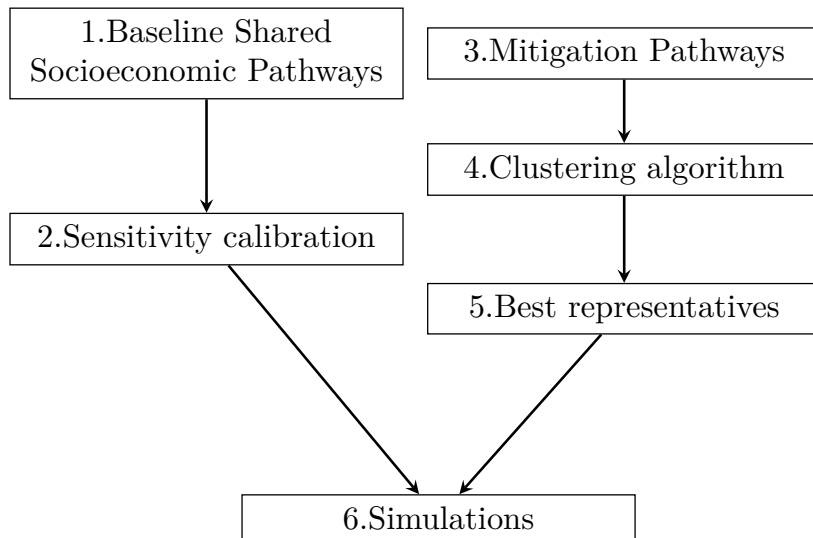 1.Baseline Shared
Socioeconomic Pathways
2.Sensitivity calibration
3.Mitigation Pathways
4.Clustering algorithm
5.Best representatives
6.Simulations